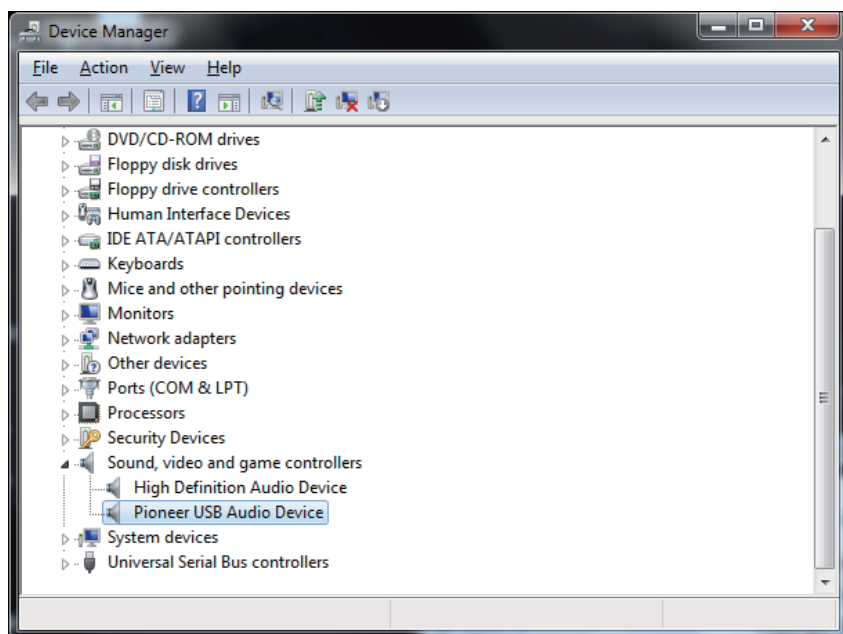 Device Manager
File Action View Help
DVD/CD-ROM drives
Floppy disk drives
Floppy drive controllers
Human Interface Devices
IDE ATA/ATAPI controllers
Keyboards
Mice and other pointing devices
Monitors
Network adapters
Other devices
Ports (COM & LPT)
Processors
Security Devices
Sound, video and game controllers
High Definition Audio Device
Pioneer USB Audio Device
System devices
Universal Serial Bus controllers